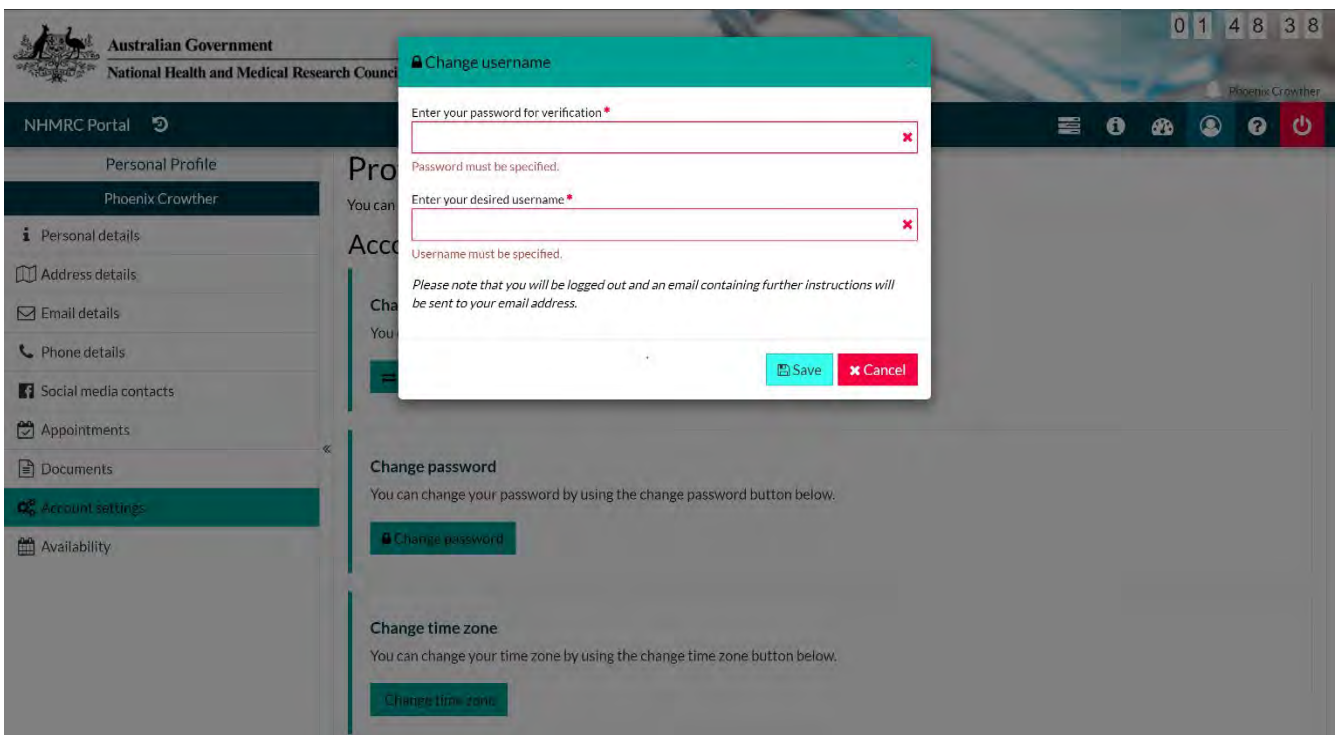 Australian Government
National Health and Medical Research Counci
0 1 4 8 3 8
Phoenix Crowther
NHMRC Portal
Personal Profile
Phoenix Crowther
Personal details
Address details
Email details
Phone details
Social media contacts
Appointments
Documents
Account settings
Availability
Change username
Enter your password for verification*
Password must be specified.
Enter your desired username*
Username must be specified.
Please note that you will be logged out and an email containing further instructions will
be sent to your email address.
Save
Cancel
Pro
You can
Acco
Cha
You
Change password
You can change your password by using the change password button below.
Change password
Change time zone
You can change your time zone by using the change time zone button below.
Change time zone